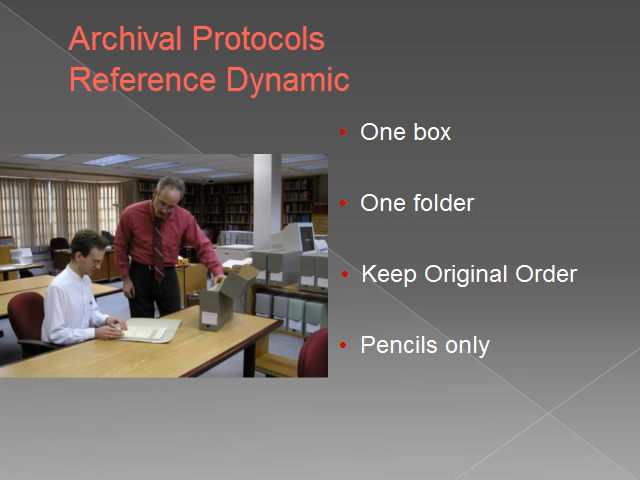 Archival Protocols
Reference Dynamic
• One box
• One folder
• Keep Original Order
• Pencils only